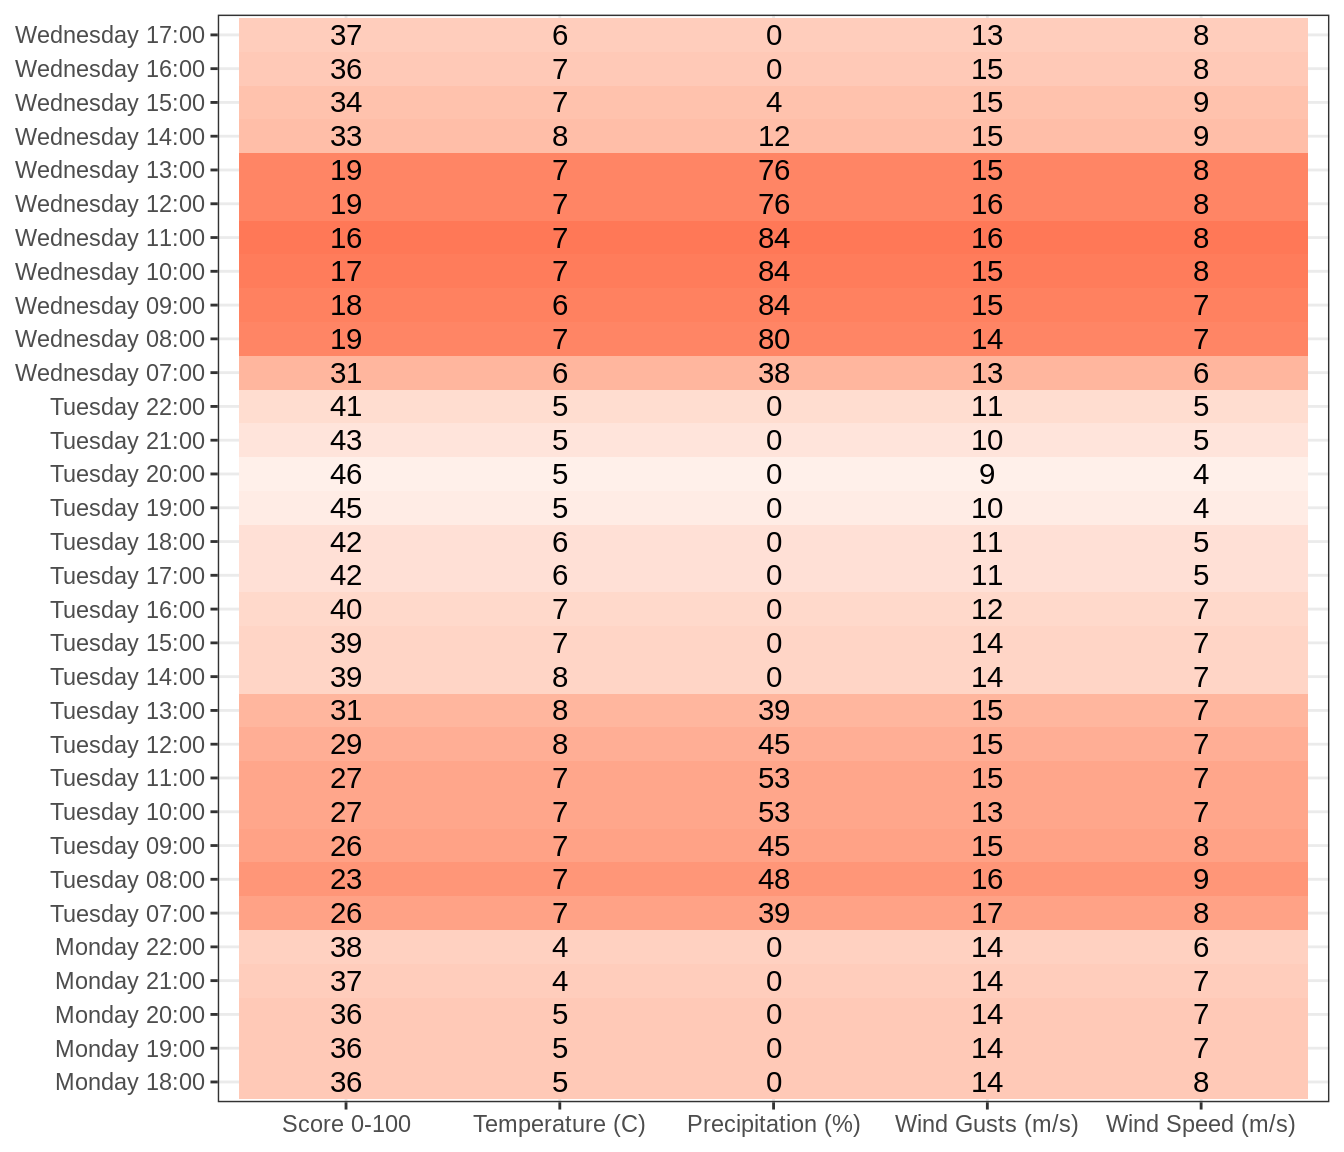 Wednesday 17:00 37 6 0 13 8
Wednesday 16:00 36 7 0 15 8
Wednesday 15:00 34 7 4 15 9
Wednesday 14:00 33 8 12 15 9
Wednesday 13:00 19 7 76 15 8
Wednesday 12:00 19 7 76 16 8
Wednesday 11:00 16 7 84 16 8
Wednesday 10:00 17 7 84 15 8
Wednesday 09:00 18 6 84 15 7
Wednesday 08:00 19 7 80 14 7
Wednesday 07:00 31 6 38 13 6
Tuesday 22:00 41 5 0 11 5
Tuesday 21:00 43 5 0 10 5
Tuesday 20:00 46 5 0 9 4
Tuesday 19:00 45 5 0 10 4
Tuesday 18:00 42 6 0 11 5
Tuesday 17:00 42 6 0 11 5
Tuesday 16:00 40 7 0 12 7
Tuesday 15:00 39 7 0 14 7
Tuesday 14:00 39 8 0 14 7
Tuesday 13:00 31 8 39 15 7
Tuesday 12:00 29 8 45 15 7
Tuesday 11:00 27 7 53 15 7
Tuesday 10:00 27 7 53 13 7
Tuesday 09:00 26 7 45 15 8
Tuesday 08:00 23 7 48 16 9
Tuesday 07:00 26 7 39 17 8
Monday 22:00 38 4 0 14 6
Monday 21:00 37 4 0 14 7
Monday 20:00 36 5 0 14 7
Monday 19:00 36 5 0 14 7
Monday 18:00 36 5 0 14 8
Score 0-100 Temperature (C) Precipitation (%) Wind Gusts (m/s) Wind Speed (m/s)